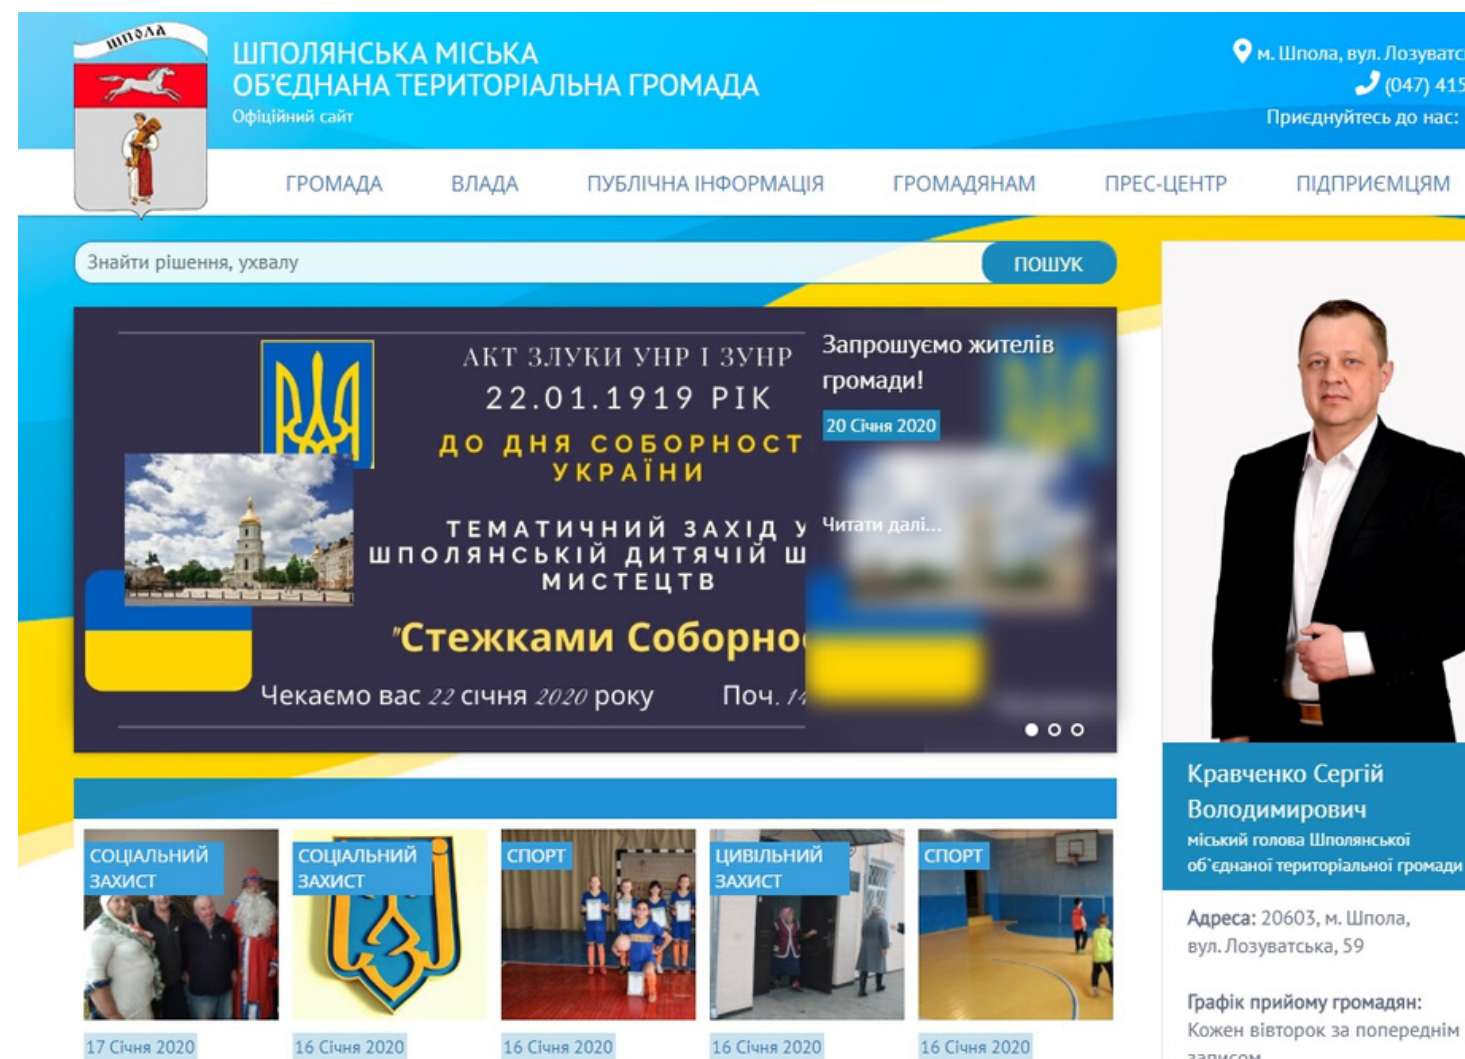 ШПОЛА
ШПОЛЯНСЬКА МІСЬКА
ОБ'ЄДНАНА ТЕРИТОРІАЛЬНА ГРОМАДА
Офіційний сайт
м. Шпола, вул.
(047) 415
Приєднуйтесь до нас:
ГРОМАДА ВЛАДА ПУБЛІЧНА ІНФОРМАЦІЯ ГРОМАДЯНАМ ПРЕС-ЦЕНТР ПІДПРИЄМЦЯМ
Знайти рішення, ухвалу ПОШУК
АКТ ЗЛУКИ УНР І ЗУНР
22.01.1919 РІК
ДО ДНЯ СОБОРНОСТ
УКРАЇНИ
ТЕМАТИЧНИЙ ЗАХІД У
ШПОЛЯНСЬКІЙ ДИТЯЧІЙ Ш
МИСТЕЦТВ
"Стежками Соборно
Чекаємо вас 22 січня 2020 року Поч. 14
Запрошуємо жителів
громади!
20 Січня 2020
Читати далі...
Кравченко Сергій
Володимирович
міський голова Шполянської
об`єднаної територіальної громади
Адреса: 20603, м. Шпола,
вул. Лозуватська, 59
Графік прийому громадян:
Кожен вівторок за попереднім
записом
СОЦІАЛЬНИЙ
ЗАХИСТ
17 Січня 2020
СОЦІАЛЬНИЙ
ЗАХИСТ
16 Січня 2020
СПОРТ
16 Січня 2020
ЦИВІЛЬНИЙ
ЗАХИСТ
16 Січня 2020
СПОРТ
16 Січня 2020